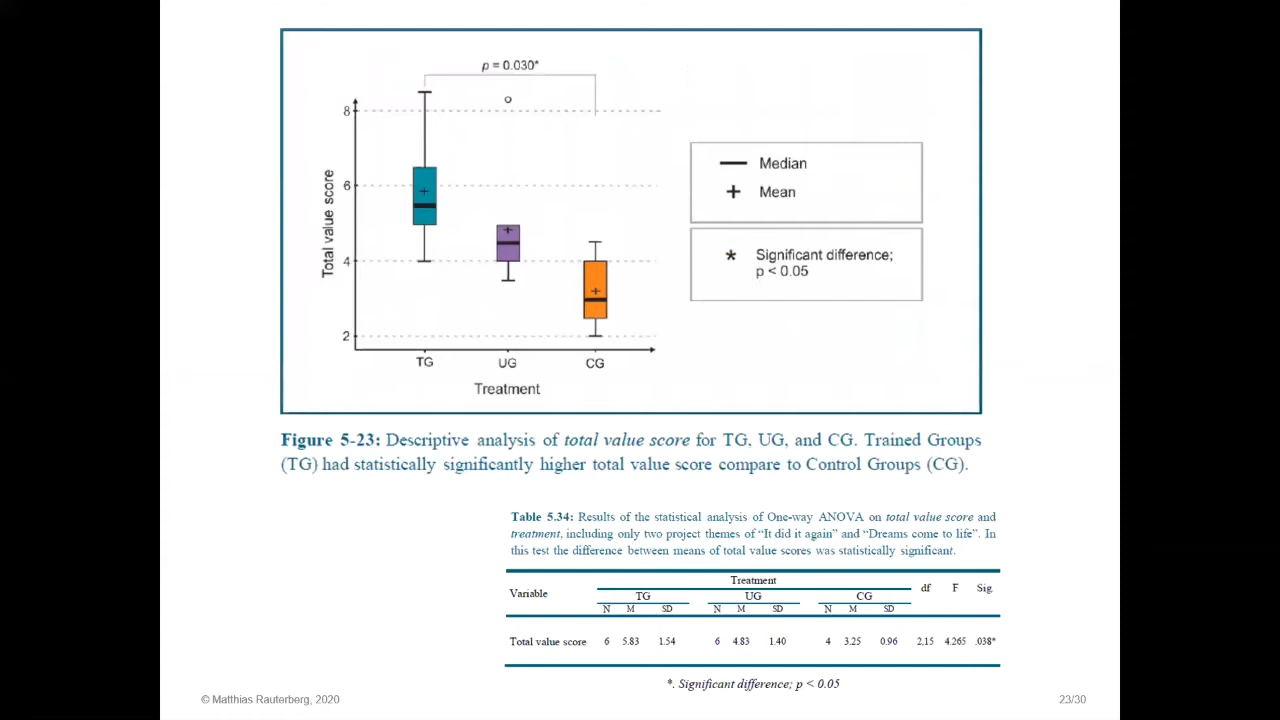 p = 0.030*
8
6
4
2
Total value score
TG
UG
CG
Treatment
Median
Mean
* Significant difference;
p < 0.05
Figure 5-23: Descriptive analysis of total value score for TG, UG, and CG. Trained Groups
(TG) had statistically significantly higher total value score compare to Control Groups (CG).
Table 5.34: Results of the statistical analysis of One-way ANOVA on total value score and
treatment, including only two project themes of “It did it again” and “Dreams come to life”. In
this test the difference between means of total value scores was statistically significant.
Treatment
Variable TG UG CG df F Sig.
N M SD N M SD N M SD
Total value score 6 5.83 1.54 6 4.83 1.40 4 3.25 0.96 2,15 4.265 .038*
*. Significant difference; p < 0.05
© Matthias Rauterberg, 2020
23/30